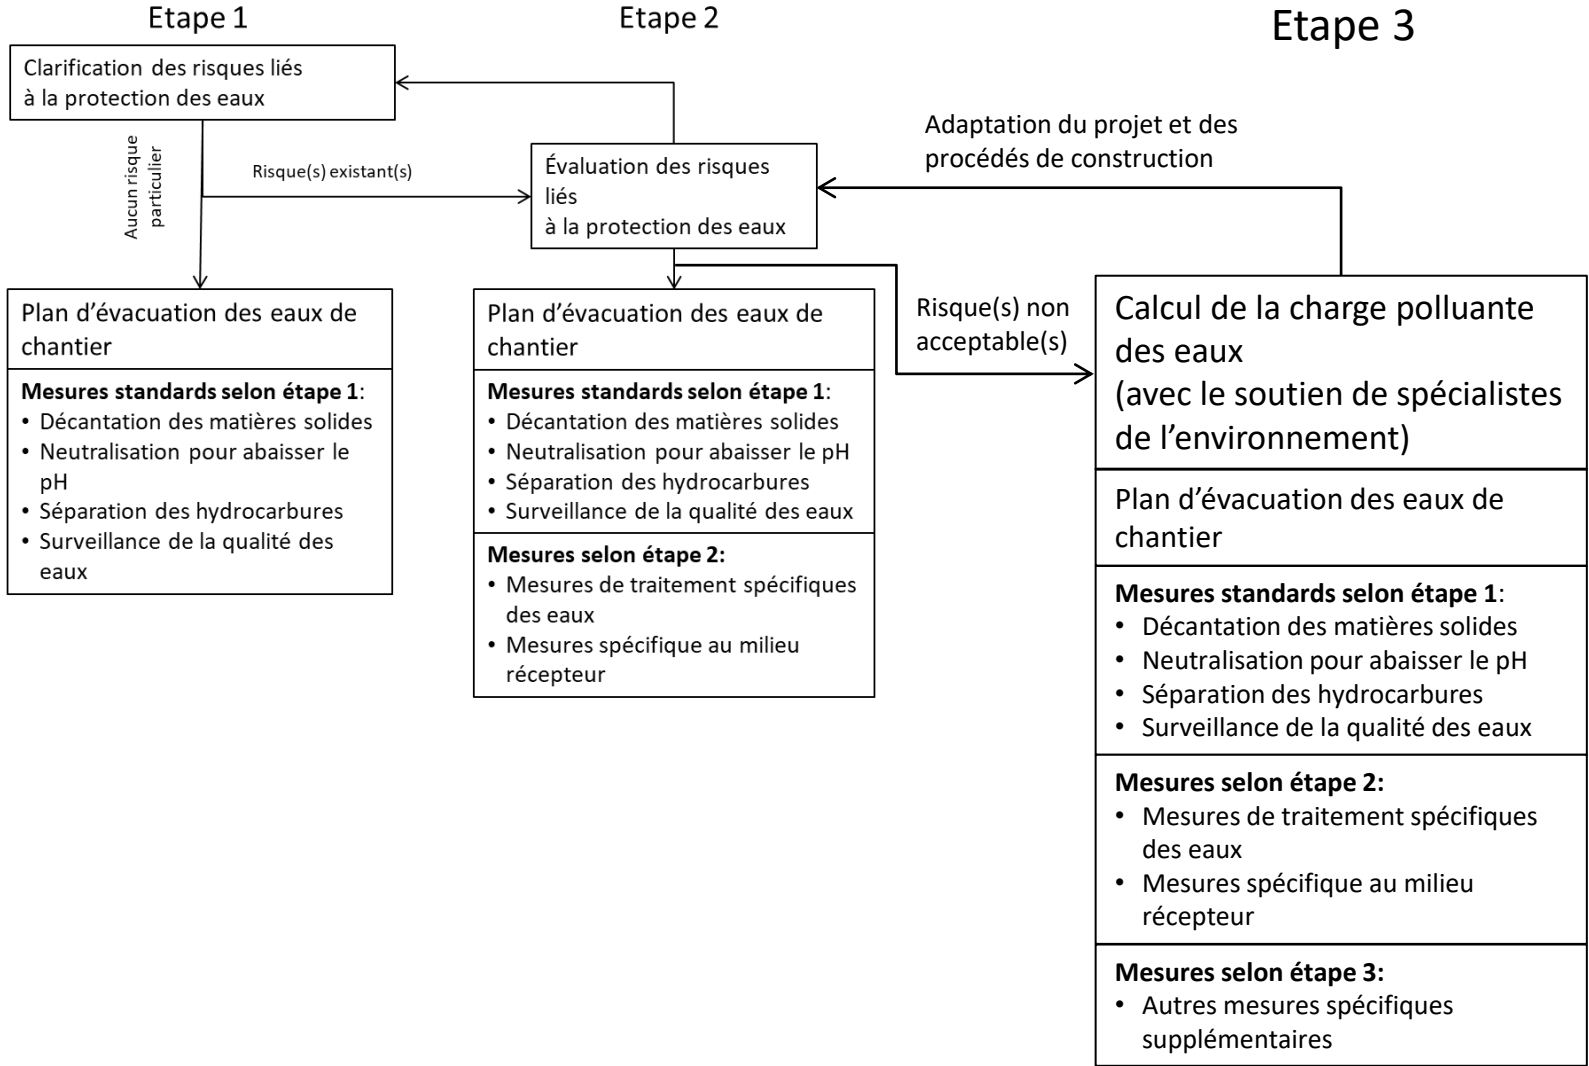 Etape 1
Clarification des risques liés
à la protection des eaux
Aucun risque
particulier
Risque(s) existant(s)
Plan d’évacuation des eaux de
chantier
Mesures standards selon étape 1:
• Décantation des matières solides
• Neutralisation pour abaisser le
pH
• Séparation des hydrocarbures
• Surveillance de la qualité des
eaux
Etape 2
Évaluation des risques
liés
à la protection des eaux
Plan d’évacuation des eaux de
chantier
Mesures standards selon étape 1:
• Décantation des matières solides
• Neutralisation pour abaisser le pH
• Séparation des hydrocarbures
• Surveillance de la qualité des eaux
Mesures selon étape 2:
• Mesures de traitement spécifiques
des eaux
• Mesures spécifique au milieu
récepteur
Etape 3
Adaptation du projet et des
procédés de construction
Risque(s) non
acceptable(s)
Calcul de la charge polluante
des eaux
(avec le soutien de spécialistes
de l’environnement)
Plan d’évacuation des eaux de
chantier
Mesures standards selon étape 1:
• Décantation des matières solides
• Neutralisation pour abaisser le pH
• Séparation des hydrocarbures
• Surveillance de la qualité des eaux
Mesures selon étape 2:
• Mesures de traitement spécifiques
des eaux
• Mesures spécifique au milieu
récepteur
Mesures selon étape 3:
• Autres mesures spécifiques
supplémentaires